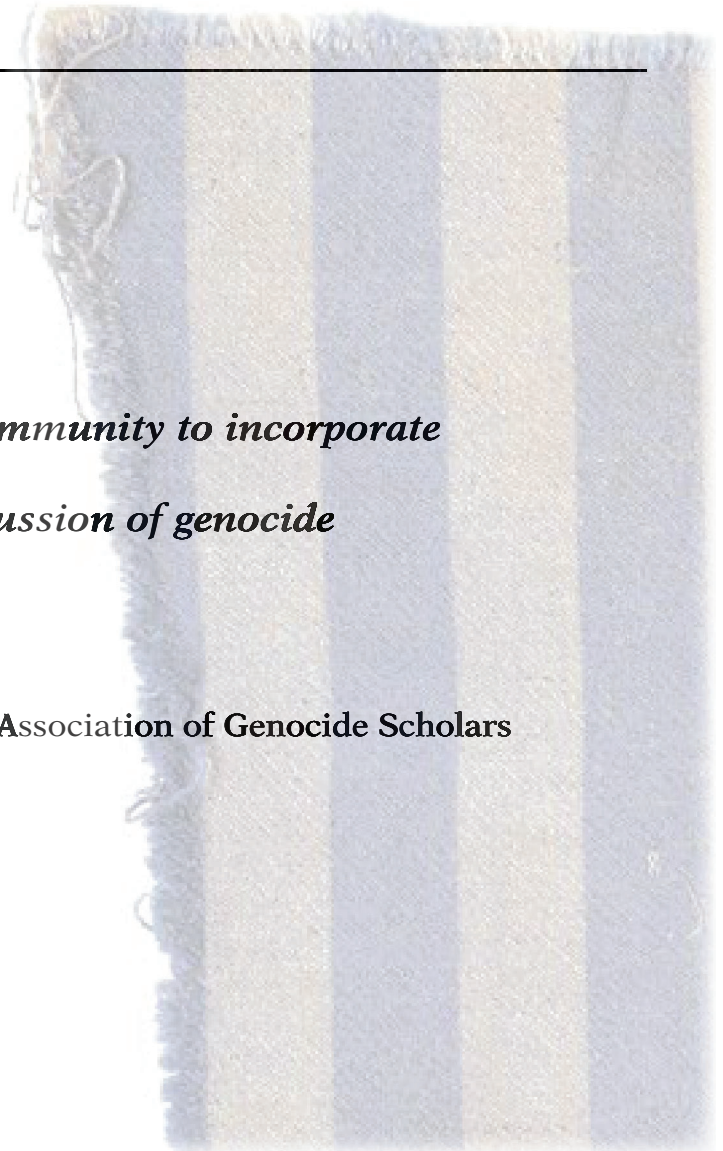 mmunity to incorporate
ussion of genocide
Association of Genocide Scholars